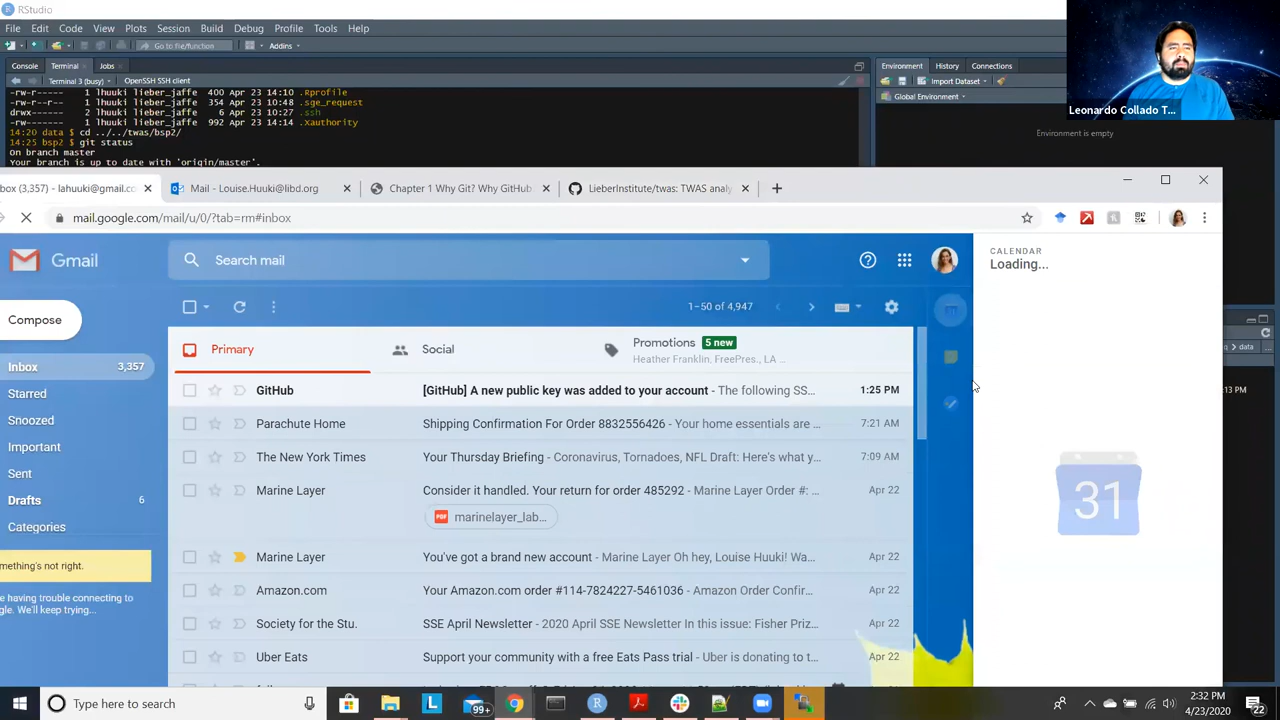 RStudio
File Edit Code View Plots Session Build Debug Profile Tools Help
Go to file/function Addins
Console Terminal Jobs
Terminal 3 (busy) OpenSSH SSH client
-rw-r----- 1 lhuuki lieber_jaffe 400 Apr 23 14:10 .Rprofile
-rw-r--r-- 1 lhuuki lieber_jaffe 360 Apr 23 10:48 .sge_request
drwx------ 2 lhuuki lieber_jaffe 6 Apr 23 10:27 .ssh
-rw------- 1 lhuuki lieber_jaffe 992 Apr 23 14:14 .Xauthority
14:20 data $ cd ../../twas/bsp2/
14:25 bsp2 $ git status
On branch master
Your branch is up to date with 'origin/master'.
Environment History Connections
Import Dataset
Global Environment
Environment is empty
Leonardo Collado T...
box (3,357) - lahuuki@gmail.co
Mail - Louise.Huuki@libd.org
Chapter 1 Why Git? Why GitHub
LieberInstitute/twas: TWAS analy
mail.google.com/mail/u/0/?tab=rm#inbox
Gmail
Search mail
CALENDAR
Loading...
31
Compose
1–50 of 4,947
Inbox 3,357
Starred
Snoozed
Important
Sent
Drafts 6
Categories
mething's not right.
e having trouble connecting to
gle. We'll keep trying...
Primary
Social
Promotions 5 new
Heather Franklin, FreePres., LA ...
GitHub [GitHub] A new public key was added to your account - The following SS... 1:25 PM
Parachute Home Shipping Confirmation For Order 8832556426 - Your home essentials are ... 7:21 AM
The New York Times Your Thursday Briefing - Coronavirus, Tornadoes, NFL Draft: Here's what y... 7:09 AM
Marine Layer Consider it handled. Your return for order 485292 - Marine Layer Order #: ... Apr 22
PDF marinelayer_lab...
Marine Layer You've got a brand new account - Marine Layer Oh hey, Louise Huuki! Wa... Apr 22
Amazon.com Your Amazon.com order #114-7824227-5461036 - Amazon Order Confir... Apr 22
Society for the Stu. SSE April Newsletter - 2020 April SSE Newsletter In this issue: Fisher Priz... Apr 22
Uber Eats Support your community with a free Eats Pass trial - Uber is donating to t... Apr 22
data
:13 PM
Type here to search
99+
2:32 PM
4/23/2020
22